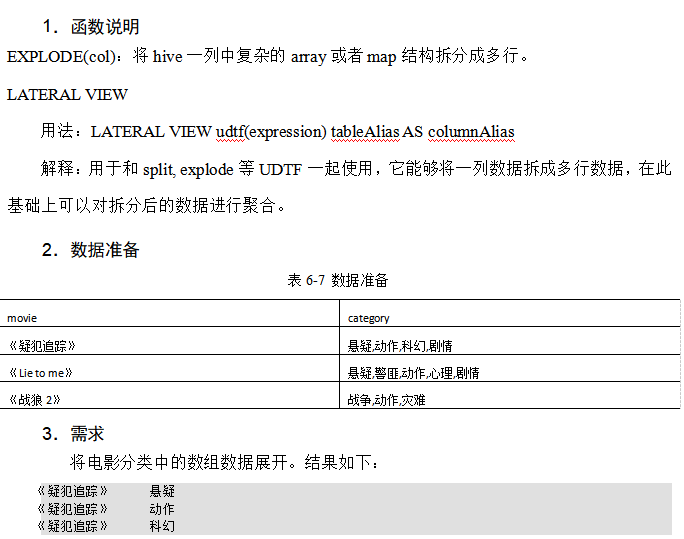 1．函数说明
EXPLODE(col)：将 hive 一列中复杂的 array 或者 map 结构拆分成多行。
LATERAL VIEW
用法：LATERAL VIEW udtf(expression) tableAlias AS columnAlias
解释：用于和 split, explode 等 UDTF 一起使用，它能够将一列数据拆成多行数据，在此
基础上可以对拆分后的数据进行聚合。
2．数据准备
表 6-7 数据准备
movie category
《疑犯追踪》 悬疑,动作,科幻,剧情
《Lie to me》 悬疑,警匪,动作,心理,剧情
《战狼 2》 战争,动作,灾难
3．需求
将电影分类中的数组数据展开。结果如下：
《疑犯追踪》 悬疑
《疑犯追踪》 动作
《疑犯追踪》 科幻